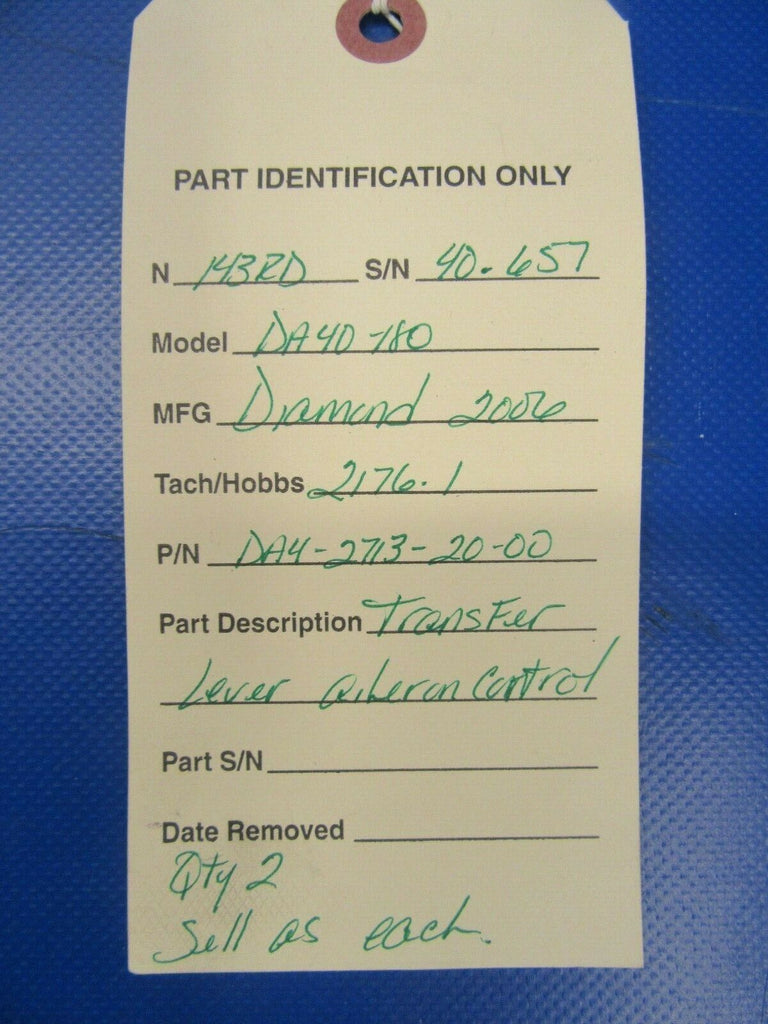 PART IDENTIFICATION ONLY
N 143RD S/N 40.657
Model DA40-180
MFG Diamond 2006
Tach/Hobbs 2176.1
P/N DA4-2713-20-00
Part Description Transfer
Lever aileron control
Part S/N
Date Removed
Qty 2
Sell as each.